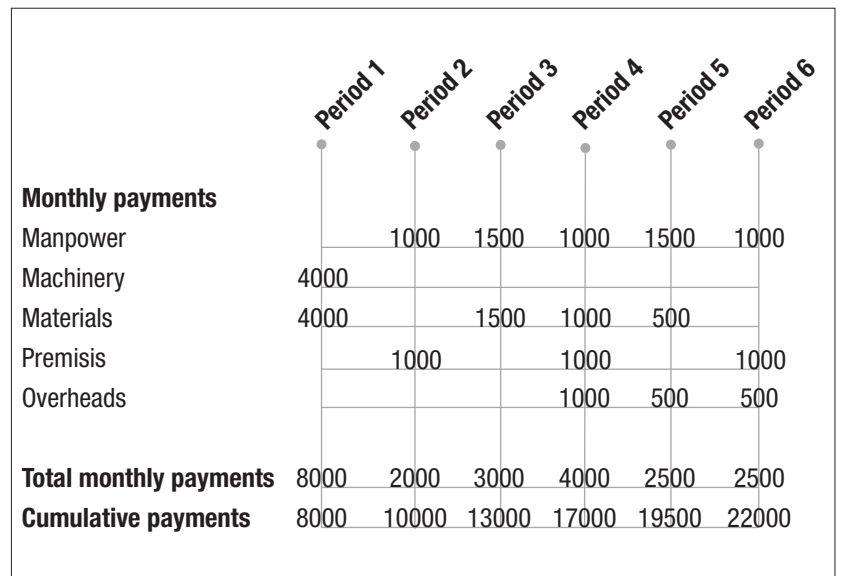 Period 1 Period 2 Period 3 Period 4 Period 5 Period 6
Monthly payments
Manpower 1000 1500 1000 1500 1000
Machinery 4000
Materials 4000 1500 1000 500
Premisis 1000 1000 1000
Overheads 1000 500 500
Total monthly payments 8000 2000 3000 4000 2500 2500
Cumulative payments 8000 10000 13000 17000 19500 22000